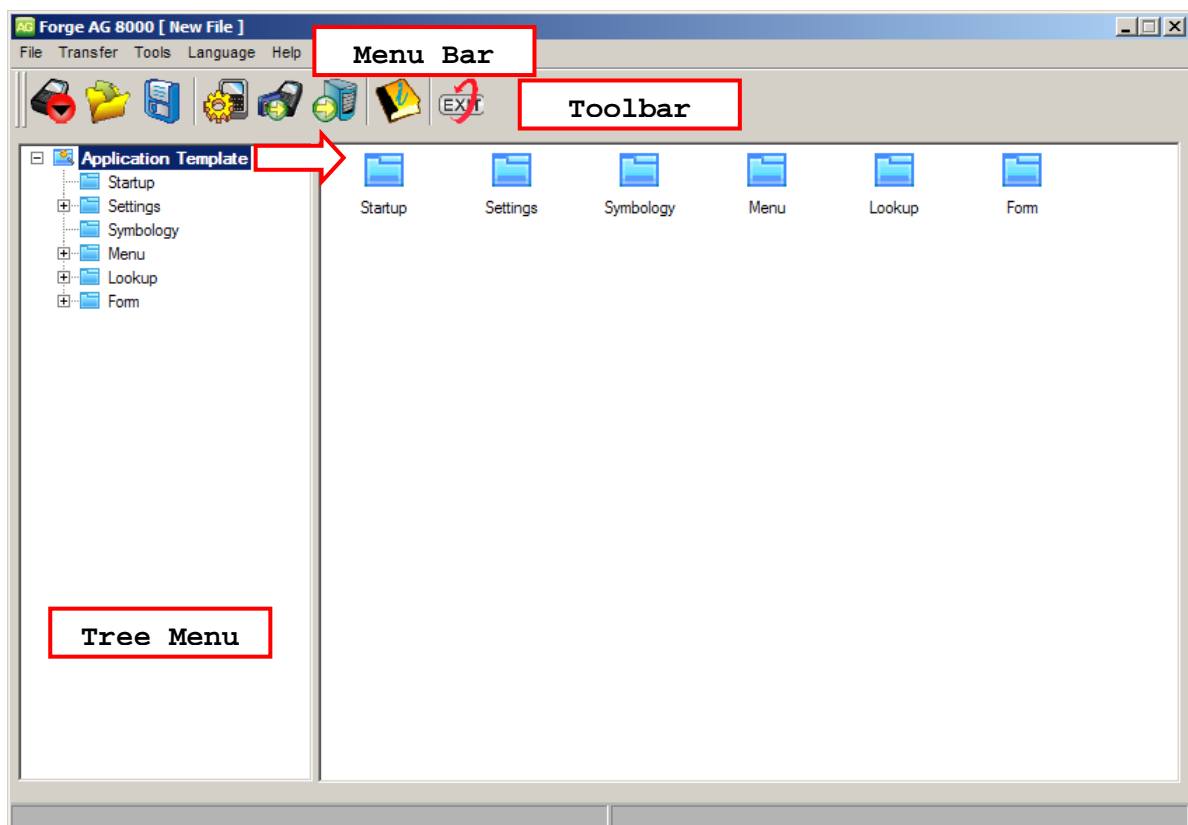 AG Forge AG 8000 [ New File ]
File Transfer Tools Language Help
Menu Bar
EXIT
Toolbar
Application Template
Startup
Settings
Symbology
Menu
Lookup
Form
Startup Settings Symbology Menu Lookup Form
Tree Menu